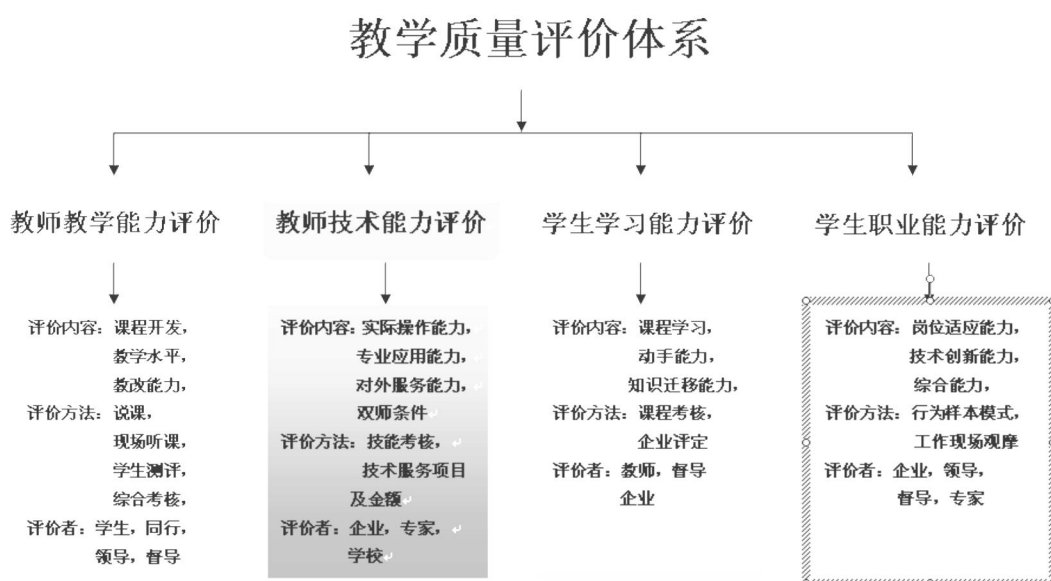 教学质量评价体系
教师教学能力评价
教师技术能力评价
学生学习能力评价
学生职业能力评价
评价内容：课程开发，
教学水平，
教改能力，
评价方法：说课，
现场听课，
学生测评，
综合考核，
评价者：学生，同行，
领导，督导
评价内容：实际操作能力，
专业应用能力，
对外服务能力，
双师条件
评价方法：技能考核，
技术服务项目
及金额
评价者：企业，专家，
学校
评价内容：课程学习，
动手能力，
知识迁移能力，
评价方法：课程考核，
企业评定
评价者：教师，督导
企业
评价内容：岗位适应能力，
技术创新能力，
综合能力，
评价方法：行为样本模式，
工作现场观摩
评价者：企业，领导，
督导，专家